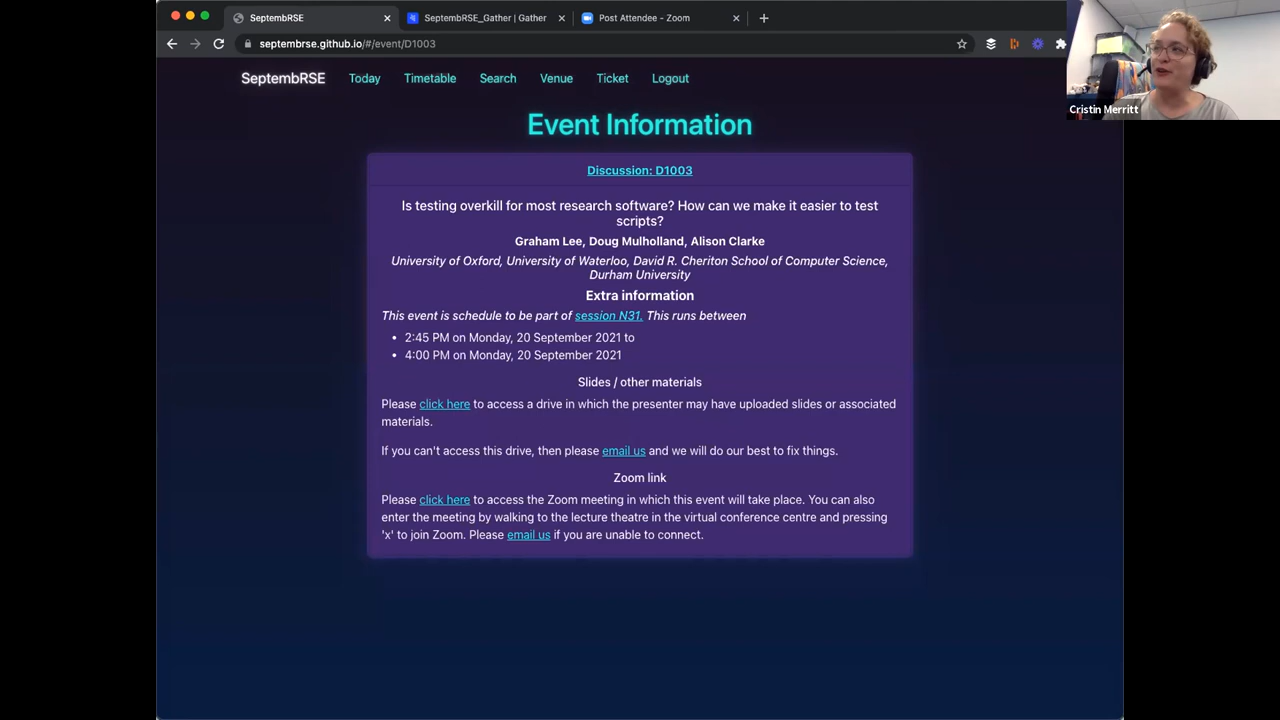 SeptembRSE
SeptembRSE_Gather | Gather
Post Attendee - Zoom
septembrse.github.io/#/event/D1003
SeptembRSE Today Timetable Search Venue Ticket Logout
Cristin Merritt
Event Information
Discussion: D1003
Is testing overkill for most research software? How can we make it easier to test
scripts?
Graham Lee, Doug Mulholland, Alison Clarke
University of Oxford, University of Waterloo, David R. Cheriton School of Computer Science,
Durham University
Extra information
This event is schedule to be part of session N31. This runs between
• 2:45 PM on Monday, 20 September 2021 to
• 4:00 PM on Monday, 20 September 2021
Slides / other materials
Please click here to access a drive in which the presenter may have uploaded slides or associated
materials.
If you can't access this drive, then please email us and we will do our best to fix things.
Zoom link
Please click here to access the Zoom meeting in which this event will take place. You can also
enter the meeting by walking to the lecture theatre in the virtual conference centre and pressing
'x' to join Zoom. Please email us if you are unable to connect.